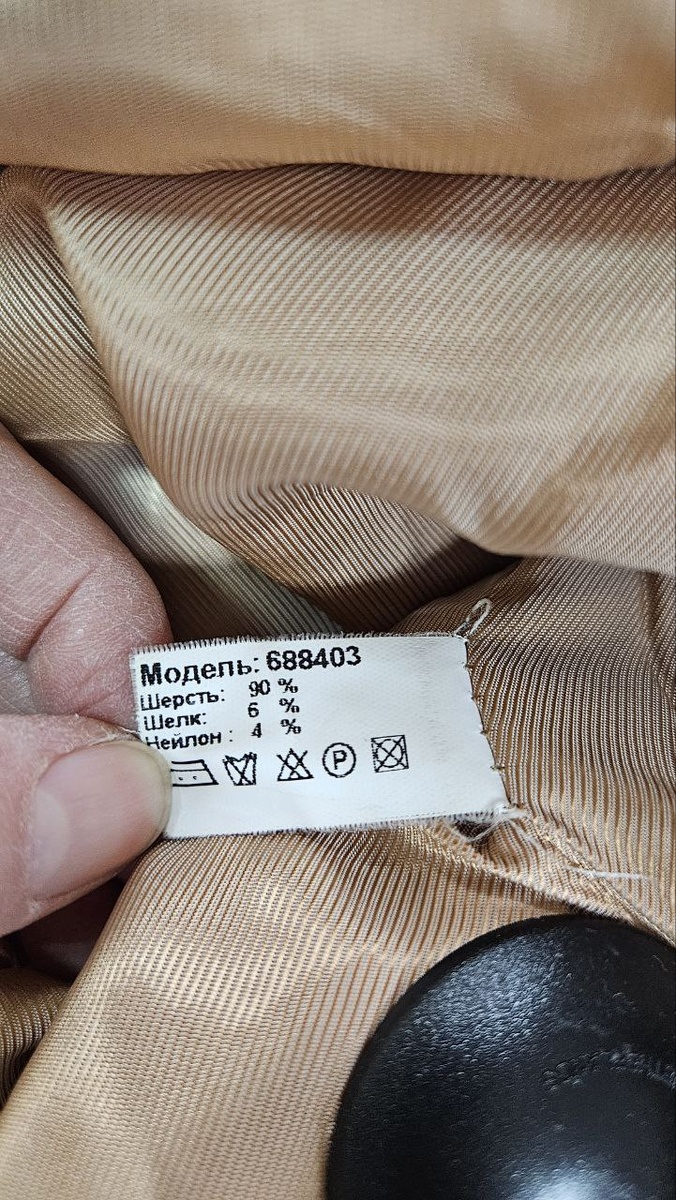 Модель: 688403
Шерсть: 90 %
Шелк: 6 %
Нейлон : 4 %
P